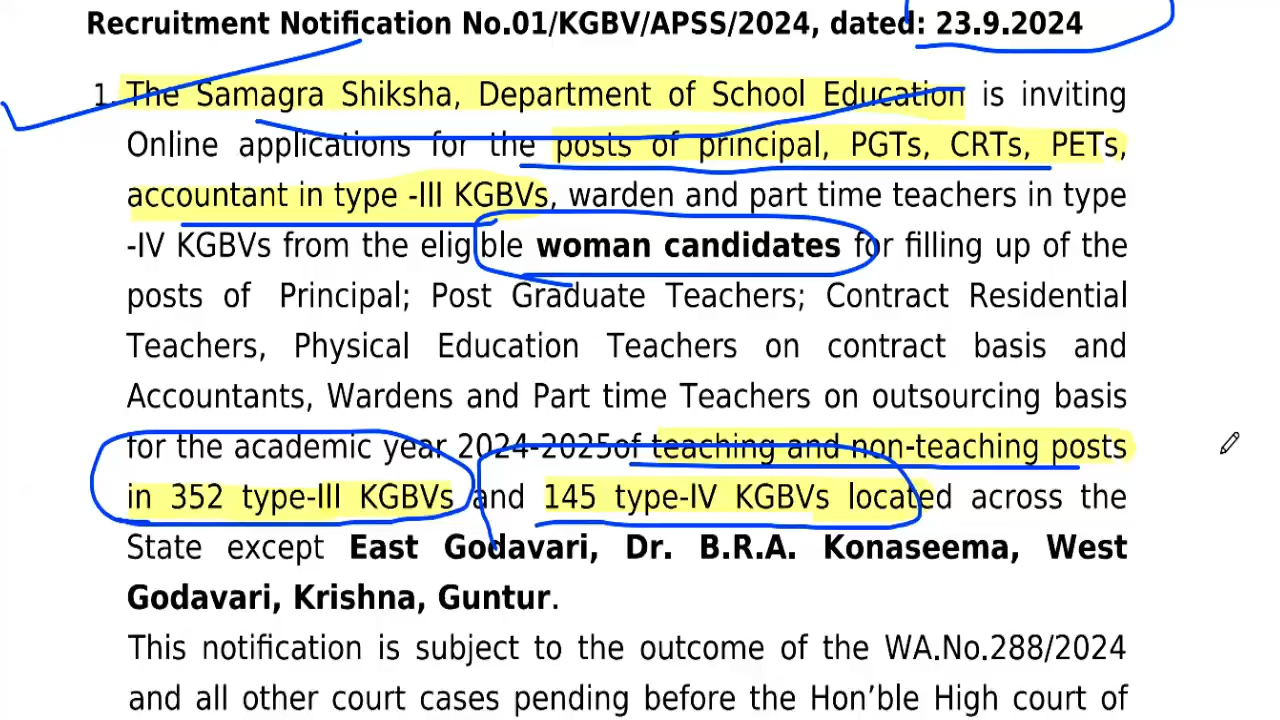 Recruitment Notification No.01/KGBV/APSS/2024, dated: 23.9.2024
1. The Samagra Shiksha, Department of School Education is inviting
Online applications for the posts of principal, PGTs, CRTs, PETs,
accountant in type -III KGBVs, warden and part time teachers in type
-IV KGBVs from the eligible woman candidates for filling up of the
posts of Principal; Post Graduate Teachers; Contract Residential
Teachers, Physical Education Teachers on contract basis and
Accountants, Wardens and Part time Teachers on outsourcing basis
for the academic year 2024-2025of teaching and non-teaching posts
in 352 type-III KGBVs and 145 type-IV KGBVs located across the
State except East Godavari, Dr. B.R.A. Konaseema, West
Godavari, Krishna, Guntur.
This notification is subject to the outcome of the WA.No.288/2024
and all other court cases pending before the Hon’ble High court of